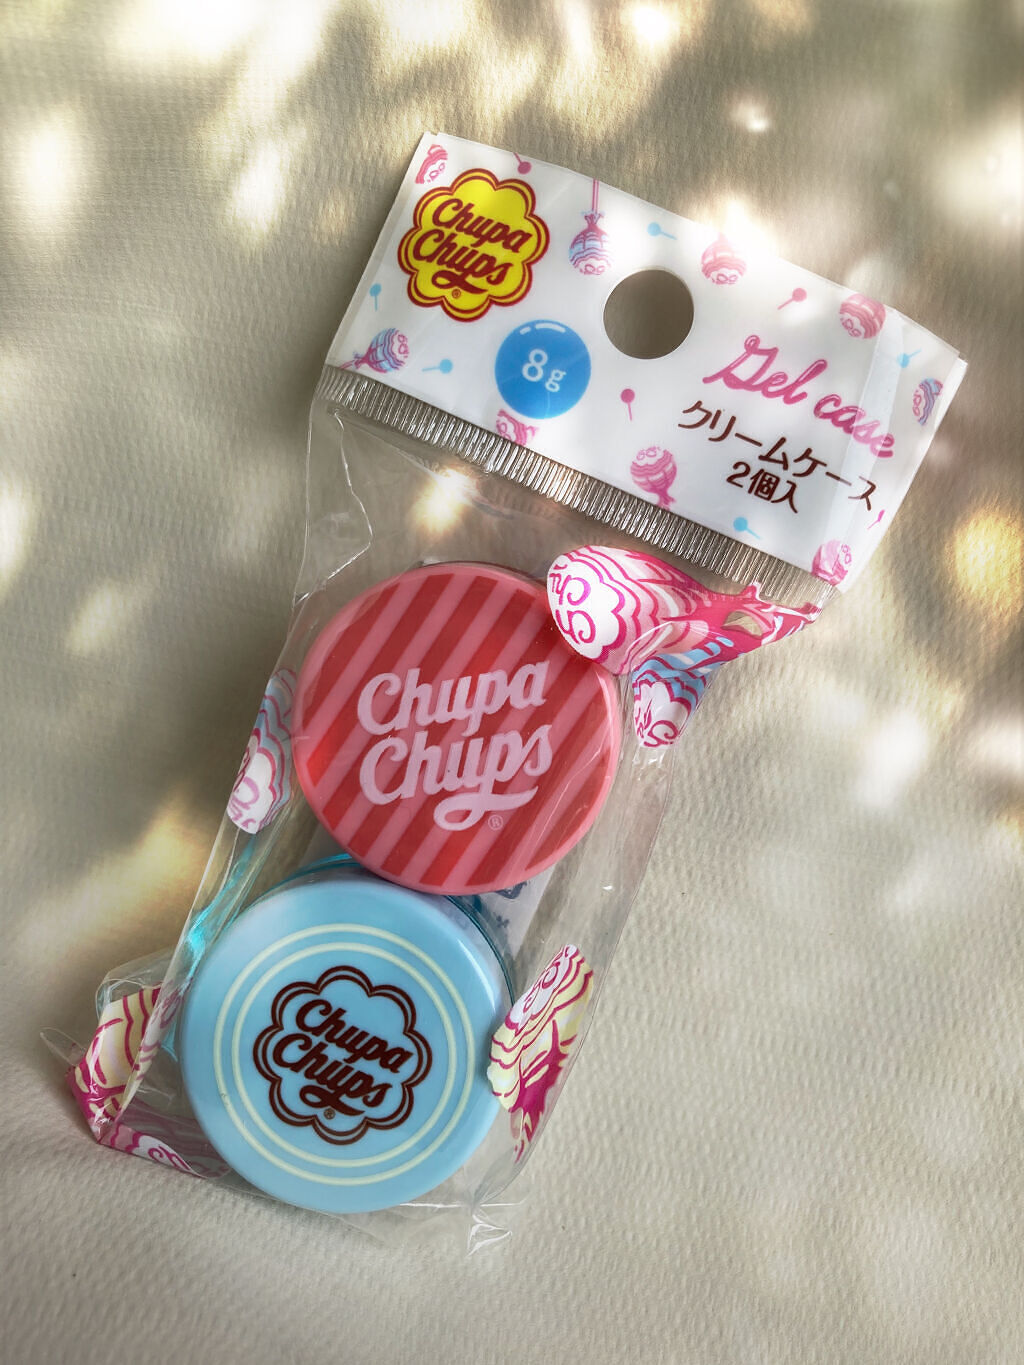 Chupa
Chups
®
8g
Gel case
クリームケース
2個入
Chupa
Chups
®
Chupa
Chups
®